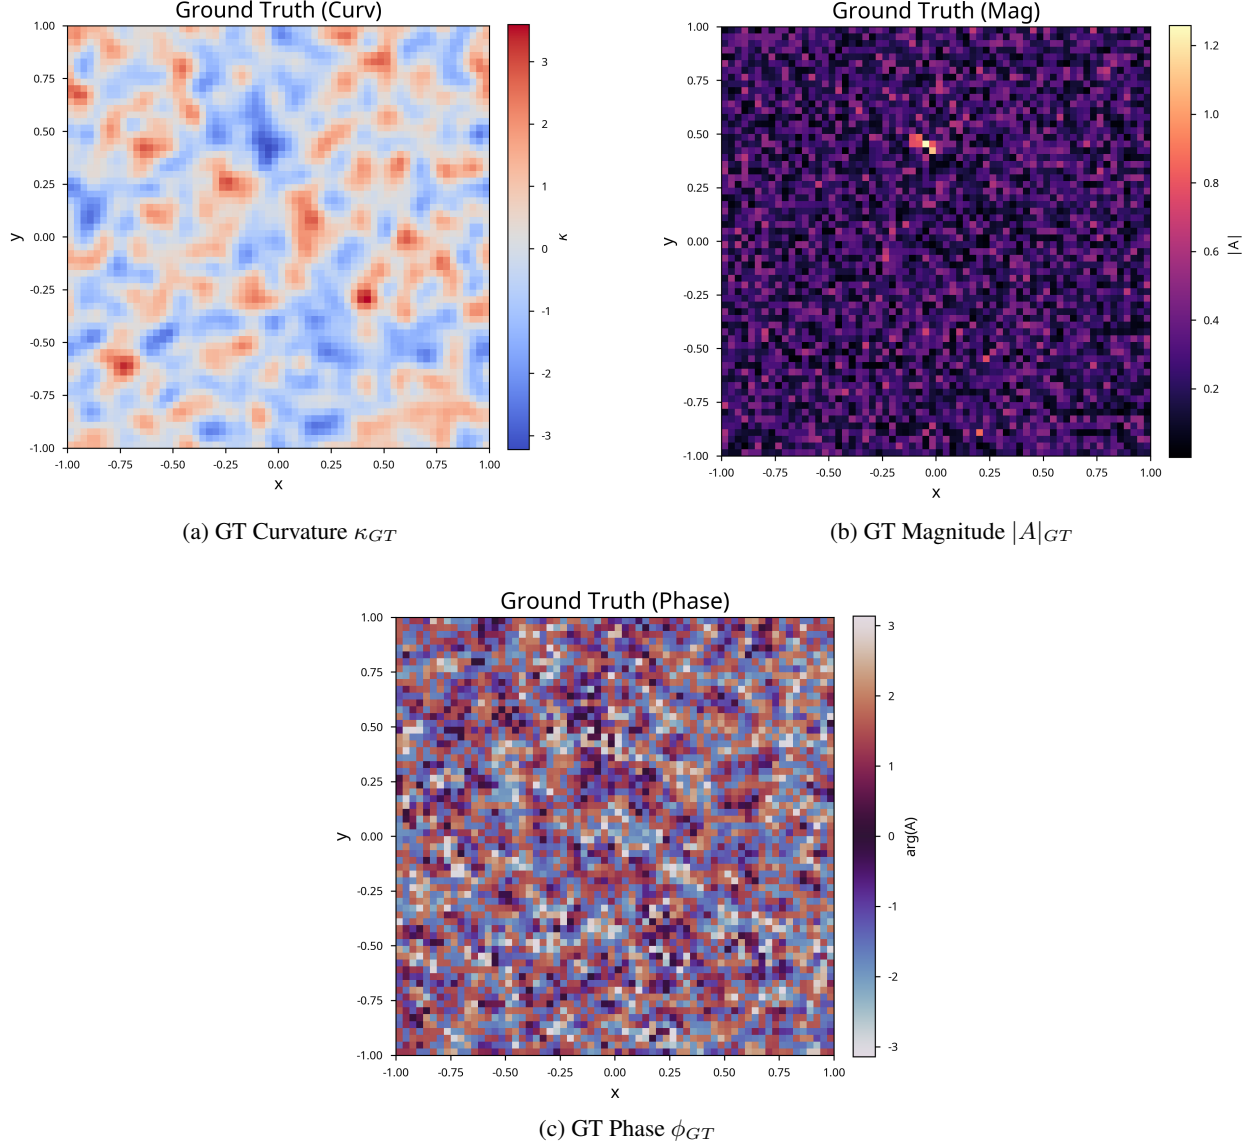 Ground Truth (Curv)
1.00
0.75
0.50
0.25
0.00
-0.25
-0.50
-0.75
-1.00
y
-1.00 -0.75 -0.50 -0.25 0.00 0.25 0.50 0.75 1.00
x
3
2
1
0
-1
-2
-3
κ
(a) GT Curvature κGT
Ground Truth (Mag)
1.00
0.75
0.50
0.25
0.00
-0.25
-0.50
-0.75
-1.00
y
-1.00 -0.75 -0.50 -0.25 0.00 0.25 0.50 0.75 1.00
x
1.2
1.0
0.8
0.6
0.4
0.2
|A|
(b) GT Magnitude |A|GT
Ground Truth (Phase)
1.00
0.75
0.50
0.25
0.00
-0.25
-0.50
-0.75
-1.00
y
-1.00 -0.75 -0.50 -0.25 0.00 0.25 0.50 0.75 1.00
x
3
2
1
0
-1
-2
-3
arg(A)
(c) GT Phase ϕGT